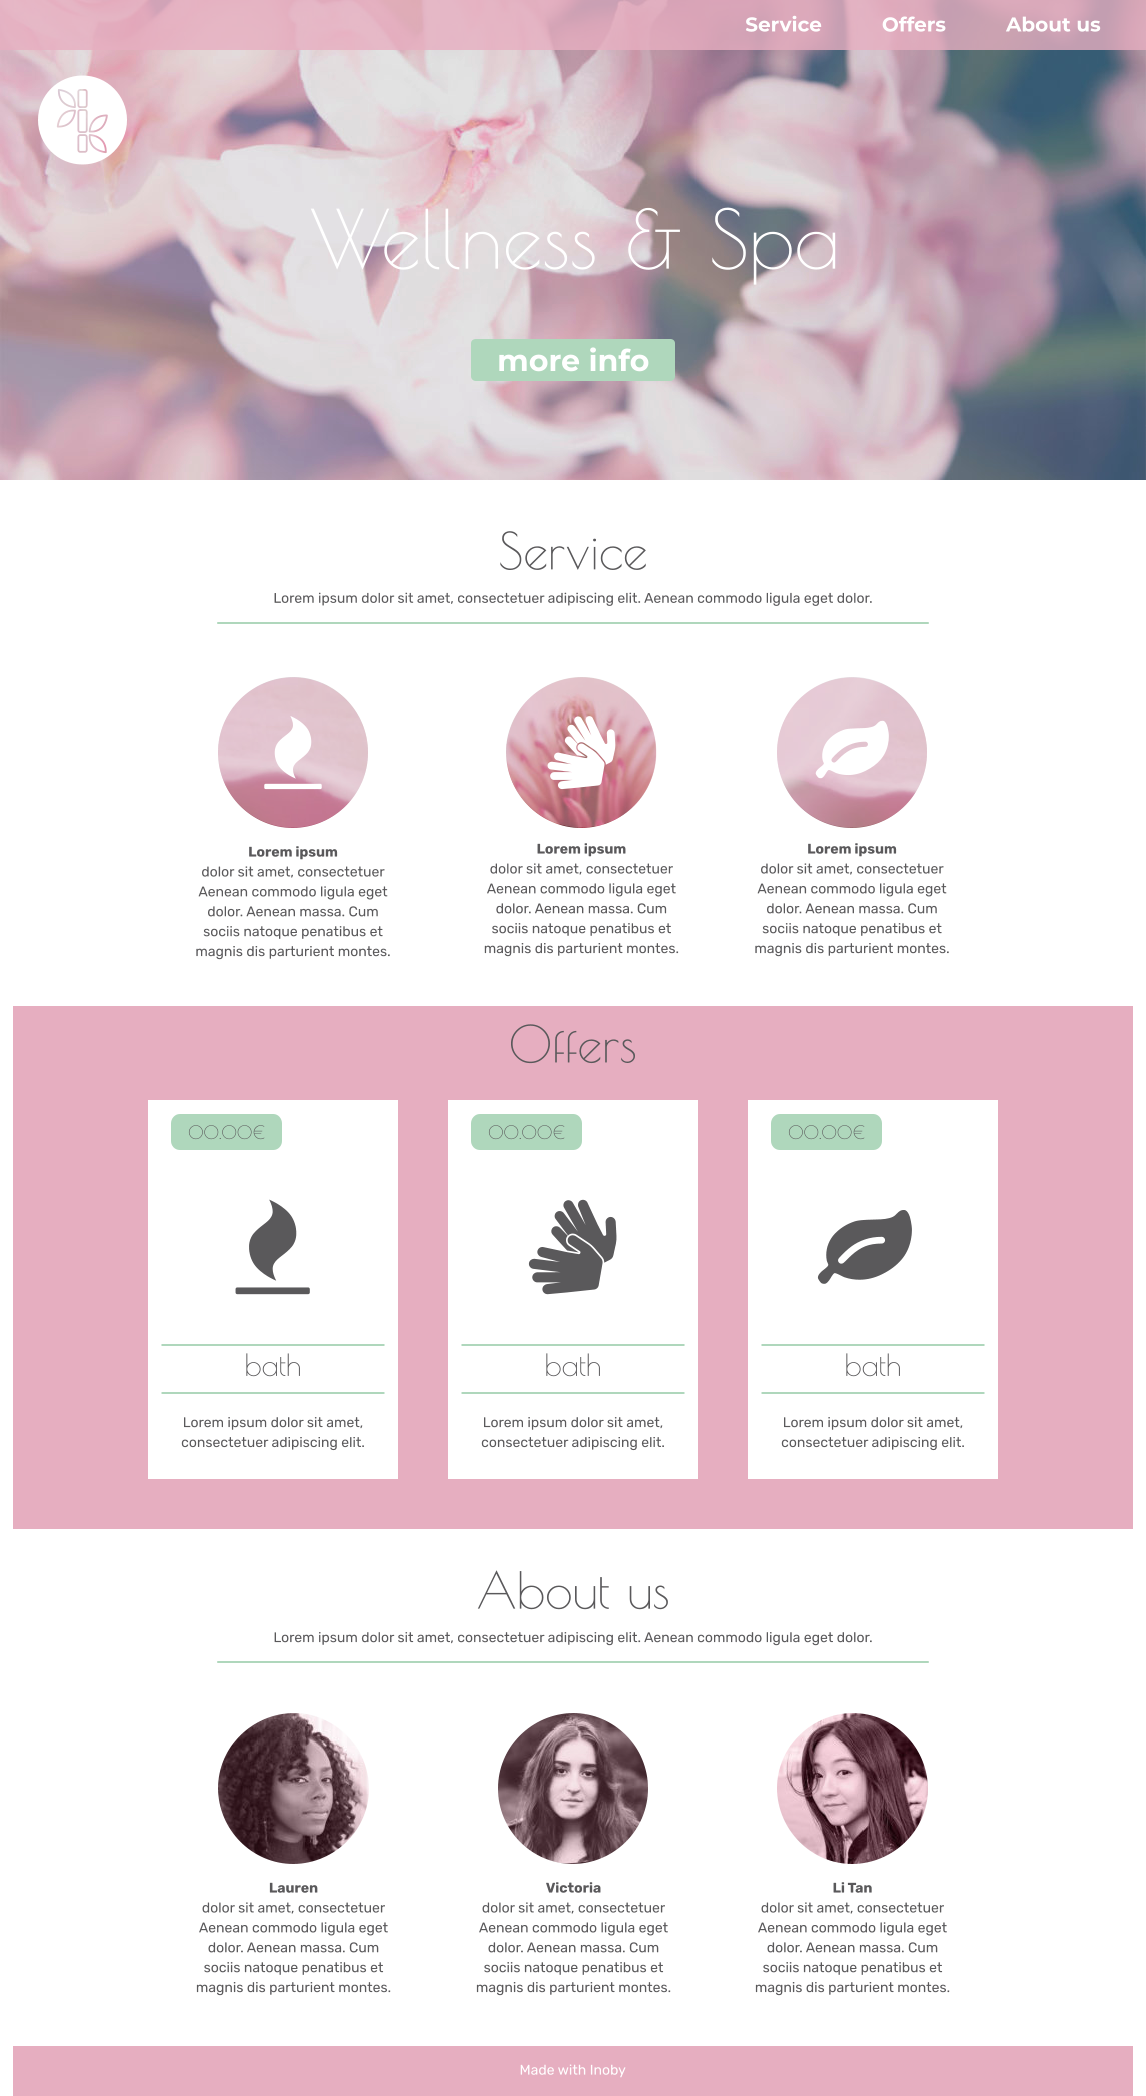 Service Offers About us
Wellness & Spa
more info
Service
Lorem ipsum dolor sit amet, consectetuer adipiscing elit. Aenean commodo ligula eget dolor.
Lorem ipsum
dolor sit amet, consectetuer
Aenean commodo ligula eget
dolor. Aenean massa. Cum
sociis natoque penatibus et
magnis dis parturient montes.
Lorem ipsum
dolor sit amet, consectetuer
Aenean commodo ligula eget
dolor. Aenean massa. Cum
sociis natoque penatibus et
magnis dis parturient montes.
Lorem ipsum
dolor sit amet, consectetuer
Aenean commodo ligula eget
dolor. Aenean massa. Cum
sociis natoque penatibus et
magnis dis parturient montes.
Offers
00.00€
bath
Lorem ipsum dolor sit amet,
consectetuer adipiscing elit.
00.00€
bath
Lorem ipsum dolor sit amet,
consectetuer adipiscing elit.
00.00€
bath
Lorem ipsum dolor sit amet,
consectetuer adipiscing elit.
About us
Lorem ipsum dolor sit amet, consectetuer adipiscing elit. Aenean commodo ligula eget dolor.
Lauren
dolor sit amet, consectetuer
Aenean commodo ligula eget
dolor. Aenean massa. Cum
sociis natoque penatibus et
magnis dis parturient montes.
Victoria
dolor sit amet, consectetuer
Aenean commodo ligula eget
dolor. Aenean massa. Cum
sociis natoque penatibus et
magnis dis parturient montes.
Li Tan
dolor sit amet, consectetuer
Aenean commodo ligula eget
dolor. Aenean massa. Cum
sociis natoque penatibus et
magnis dis parturient montes.
Made with Inoby